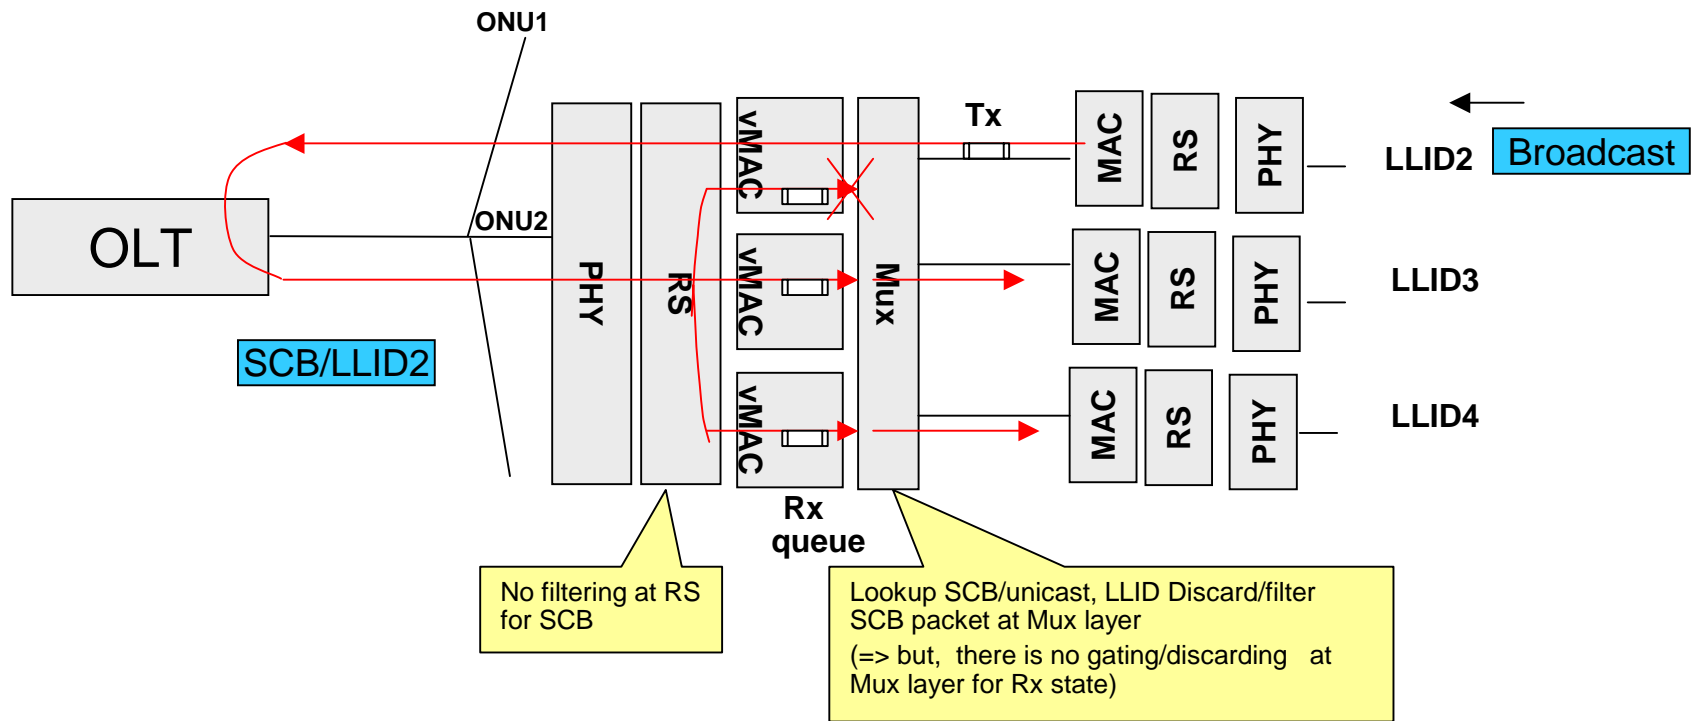 ONU1
Tx
vMAC
MAC
RS
PHY
LLID2
Broadcast
OLT
ONU2
PHY
RS
vMAC
Mux
MAC
RS
PHY
LLID3
SCB/LLID2
vMAC
MAC
RS
PHY
LLID4
Rx
queue
No filtering at RS
for SCB
Lookup SCB/unicast, LLID Discard/filter
SCB packet at Mux layer
(=> but, there is no gating/discarding at
Mux layer for Rx state)